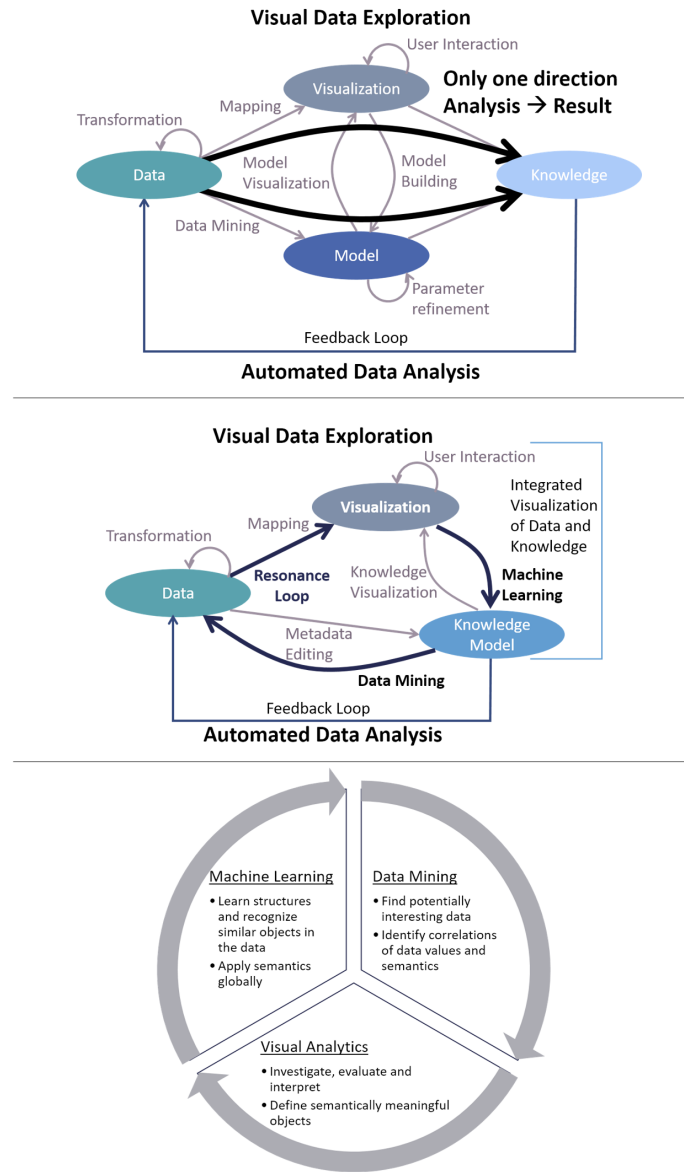 Visual Data Exploration
User Interaction
Visualization
Only one direction
Analysis → Result
Mapping
Transformation
Data
Model
Visualization
Model
Building
Knowledge
Data Mining
Model
Parameter
refinement
Feedback Loop
Automated Data Analysis
Visual Data Exploration
User Interaction
Visualization
Integrated
Visualization
of Data and
Knowledge
Mapping
Transformation
Resonance
Loop
Knowledge
Visualization
Machine
Learning
Data
Metadata
Editing
Knowledge
Model
Data Mining
Feedback Loop
Automated Data Analysis
Machine Learning
• Learn structures
and recognize
similar objects in
the data
• Apply semantics
globally
Data Mining
• Find potentially
interesting data
• Identify correlations
of data values and
semantics
Visual Analytics
• Investigate, evaluate and
interpret
• Define semantically meaningful
objects